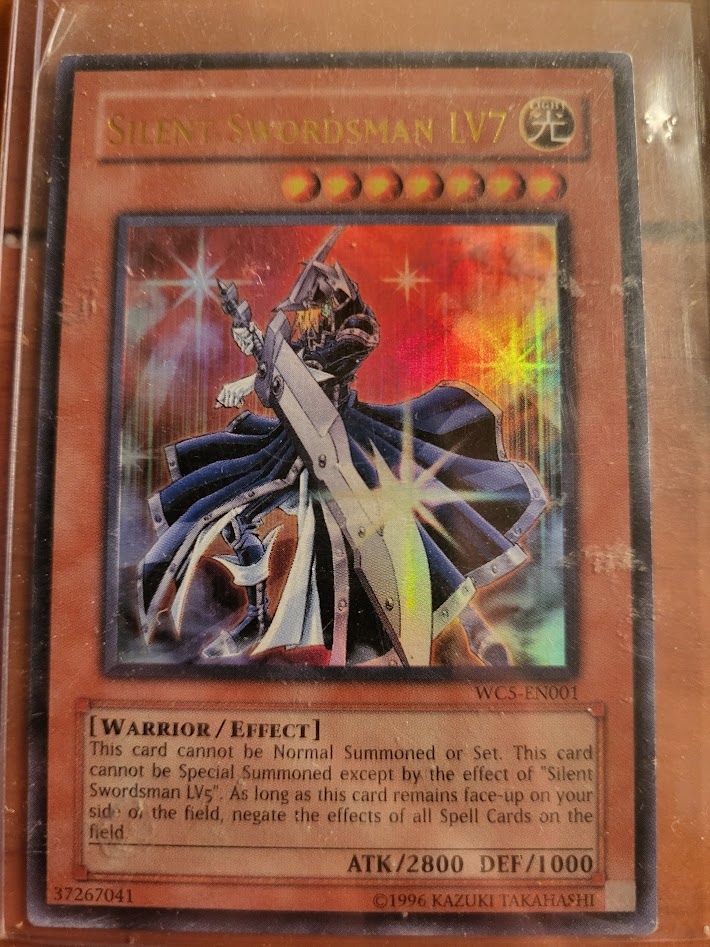 SILENT SWORDSMAN LV7
LIGHT
光
WC5-EN001
[WARRIOR/EFFECT]
This card cannot be Normal Summoned or Set. This card
cannot be Special Summoned except by the effect of "Silent
Swordsman LV5". As long as this card remains face-up on your
side of the field, negate the effects of all Spell Cards on the
field.
ATK/2800 DEF/1000
37267041
©1996 KAZUKI TAKAHASHI